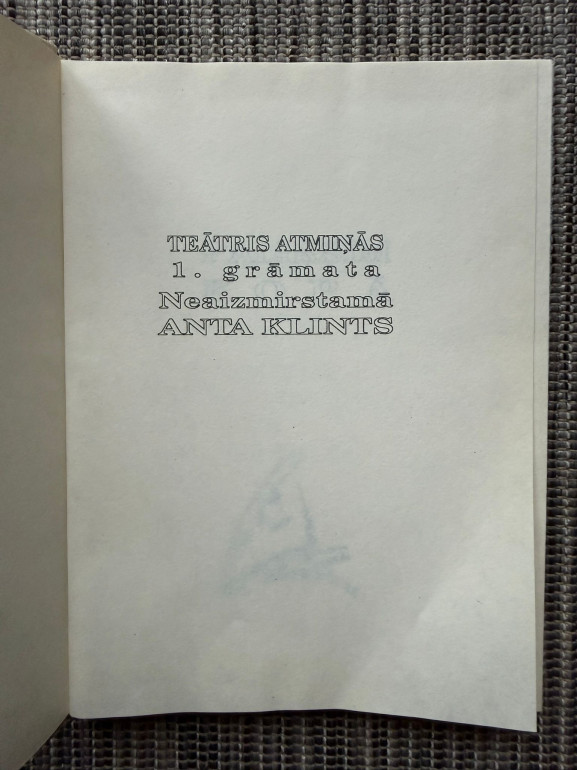 TEĀTRIS ATMIŅĀS
1. grāmata
Neaizmirstamā
ANTA KLINTS